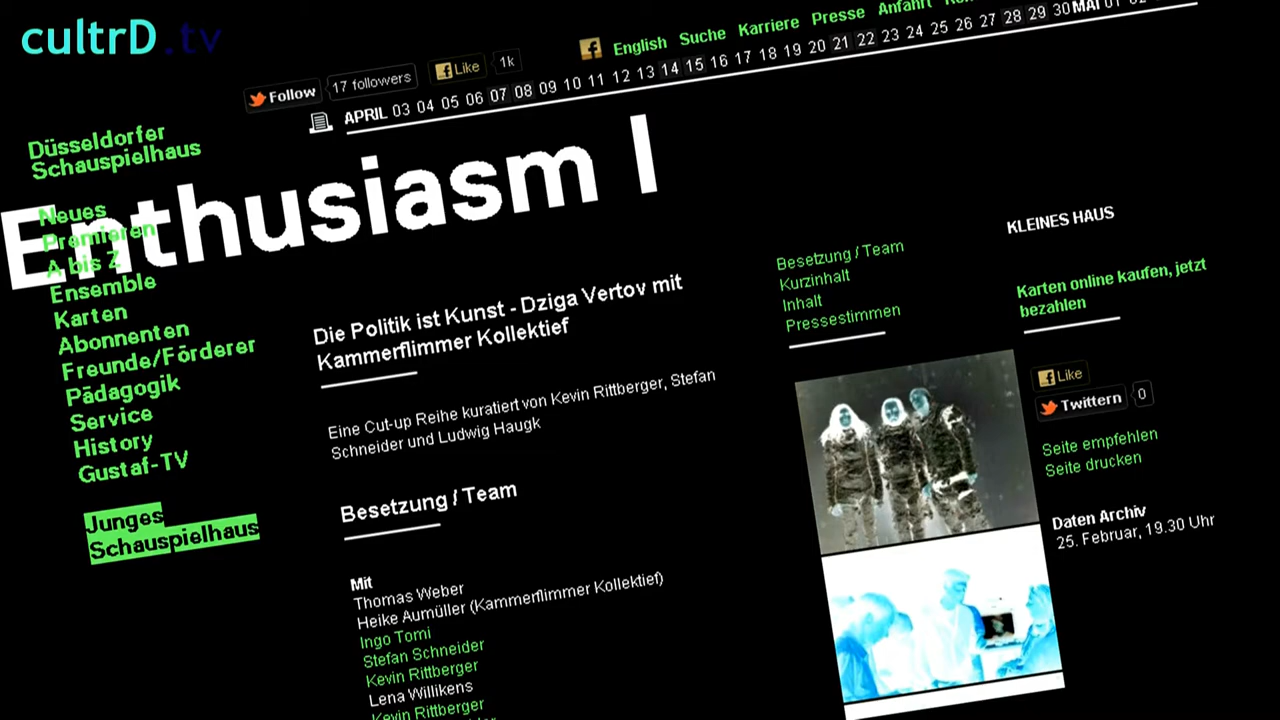 cultrD.tv
English Suche Karriere Presse Anfahrt
Follow 17 followers Like 1k
APRIL 03 04 05 06 07 08 09 10 11 12 13 14 15 16 17 18 19 20 21 22 23 24 25 26 27 28 29 30 MAI 01 02
Düsseldorfer
Schauspielhaus
Enthusiasm I
Neues
Premieren
A bis Z
Ensemble
Karten
Abonnenten
Freunde/Förderer
Pädagogik
Service
History
Gustaf-TV
Junges
Schauspielhaus
Die Politik ist Kunst - Dziga Vertov mit
Kammerflimmer Kollektief
Eine Cut-up Reihe kuratiert von Kevin Rittberger, Stefan
Schneider und Ludwig Haugk
Besetzung / Team
Mit
Thomas Weber
Heike Aumüller (Kammerflimmer Kollektief)
Ingo Tomi
Stefan Schneider
Kevin Rittberger
Lena Willikens
Kevin Rittberger
Besetzung / Team
Kurzinhalt
Inhalt
Pressestimmen
KLEINES HAUS
Karten online kaufen, jetzt
bezahlen
Like
Twittern 0
Seite empfehlen
Seite drucken
Daten Archiv
25. Februar, 19.30 Uhr